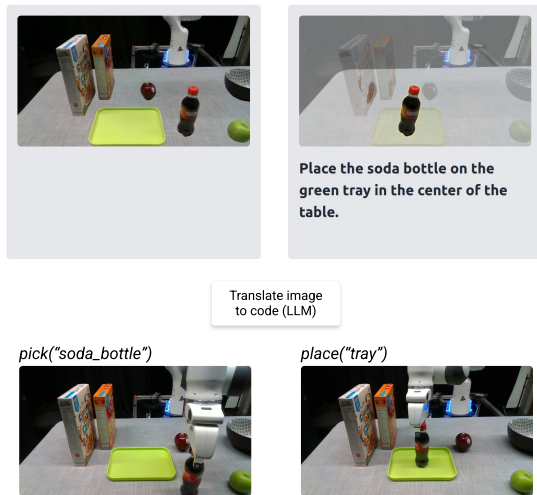 Place the soda bottle on the
green tray in the center of the
table.
Translate image
to code (LLM)
pick(“soda_bottle”)
place(“tray”)